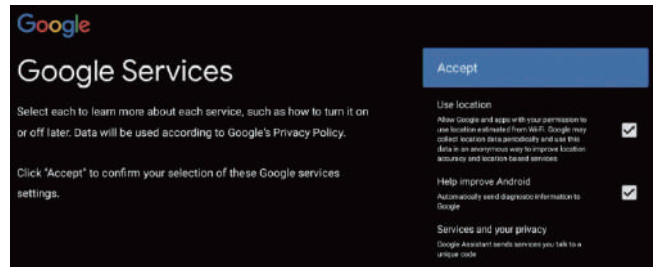 Google
Google Services
Select each to learn more about each service, such as how to turn it on
or off later. Data will be used according to Google's Privacy Policy.
Click "Accept" to confirm your selection of these Google services
settings.
Accept
Use location
Allow Google and apps with your permission to
use location estimated from Wi-Fi. Google may
collect location data periodically and use this
data in an anonymous way to improve location
accuracy and location-based services
Help improve Android
Automatically send diagnostic information to
Google
Services and your privacy
Google Assistant sends services you talk to a
unique code